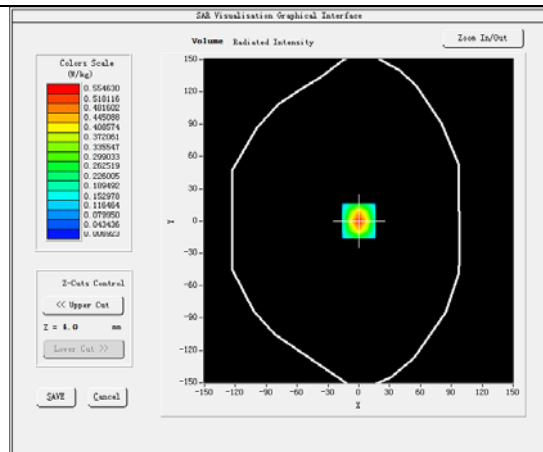 SAR Visualisation Graphical Interface
Volume Radiated Intensity
Zoom In/Out
Colors Scale
(W/kg)
0.554630
0.518116
0.481602
0.445088
0.408574
0.372061
0.335547
0.299033
0.262519
0.226005
0.189492
0.152978
0.116464
0.079950
0.043436
0.006923
Z-Cuts Control
<< Upper Cut
Z = 4.0 mm
Lower Cut >>
SAVE Cancel
150
120
90
60
30
0
-30
-60
-90
-120
-150
Y
-150 -120 -90 -60 -30 0 30 60 90 120 150
X